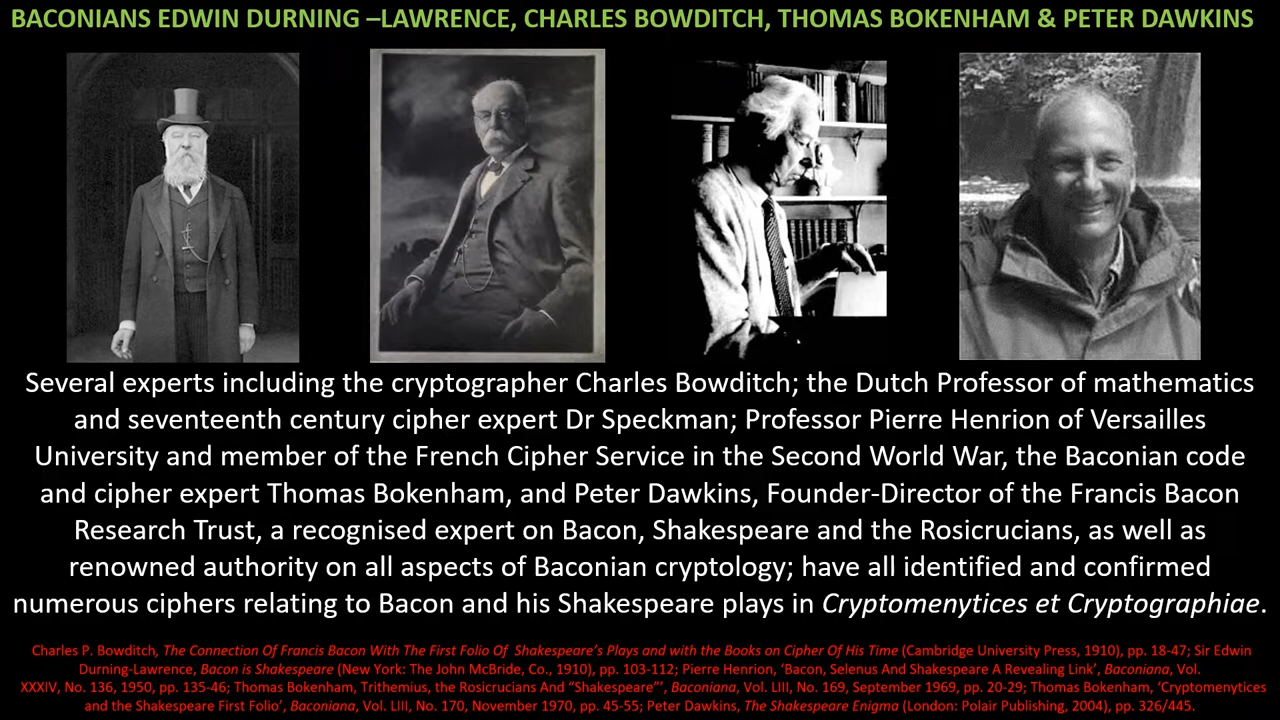 BACONIANS EDWIN DURNING –LAWRENCE, CHARLES BOWDITCH, THOMAS BOKENHAM & PETER DAWKINS
Several experts including the cryptographer Charles Bowditch; the Dutch Professor of mathematics
and seventeenth century cipher expert Dr Speckman; Professor Pierre Henrion of Versailles
University and member of the French Cipher Service in the Second World War, the Baconian code
and cipher expert Thomas Bokenham, and Peter Dawkins, Founder-Director of the Francis Bacon
Research Trust, a recognised expert on Bacon, Shakespeare and the Rosicrucians, as well as
renowned authority on all aspects of Baconian cryptology; have all identified and confirmed
numerous ciphers relating to Bacon and his Shakespeare plays in Cryptomenytices et Cryptographiae.
Charles P. Bowditch, The Connection Of Francis Bacon With The First Folio Of Shakespeare's Plays and with the Books on Cipher Of His Time (Cambridge University Press, 1910), pp. 18-47; Sir Edwin
Durning-Lawrence, Bacon is Shakespeare (New York: The John McBride, Co., 1910), pp. 103-112; Pierre Henrion, 'Bacon, Selenus And Shakespeare A Revealing Link', Baconiana, Vol.
XXXIV, No. 136, 1950, pp. 135-46; Thomas Bokenham, Trithemius, the Rosicrucians And "Shakespeare"', Baconiana, Vol. LIII, No. 169, September 1969, pp. 20-29; Thomas Bokenham, 'Cryptomenytices
and the Shakespeare First Folio', Baconiana, Vol. LIII, No. 170, November 1970, pp. 45-55; Peter Dawkins, The Shakespeare Enigma (London: Polair Publishing, 2004), pp. 326/445.